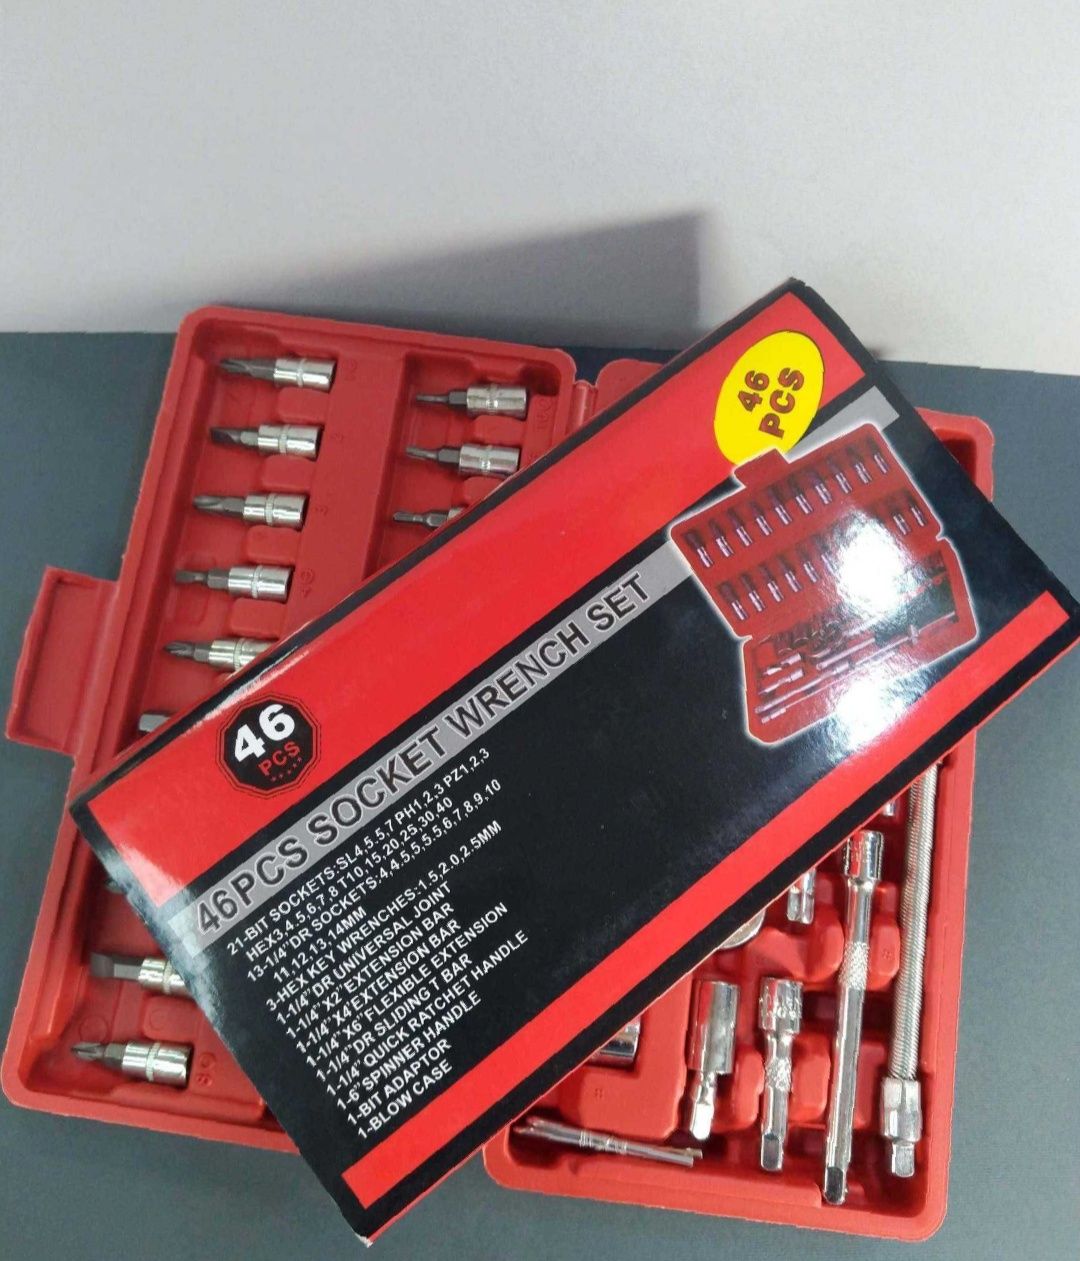 46
PCS
46
PCS
46PCS SOCKET WRENCH SET
21-BIT SOCKETS:SL4,5.5,7 PH1,2,3 PZ1,2,3
HEX3,4,5,6,7,8 T10,15,20,25,30,40
13-1/4"DR SOCKETS:4,4.5,5,5.5,6,7,8,9,10
11,12,13,14MM
3-HEX KEY WRENCHES:1.5,2.0,2.5MM
1-1/4"DR UNIVERSAL JOINT
1-1/4"X2"EXTENSION BAR
1-1/4"X4"EXTENSION BAR
1-1/4"X6"FLEXIBLE EXTENSION
1-1/4"DR SLIDING T BAR
1-1/4"QUICK RATCHET HANDLE
1-6"SPINNER HANDLE
1-BIT ADAPTOR
1-BLOW CASE